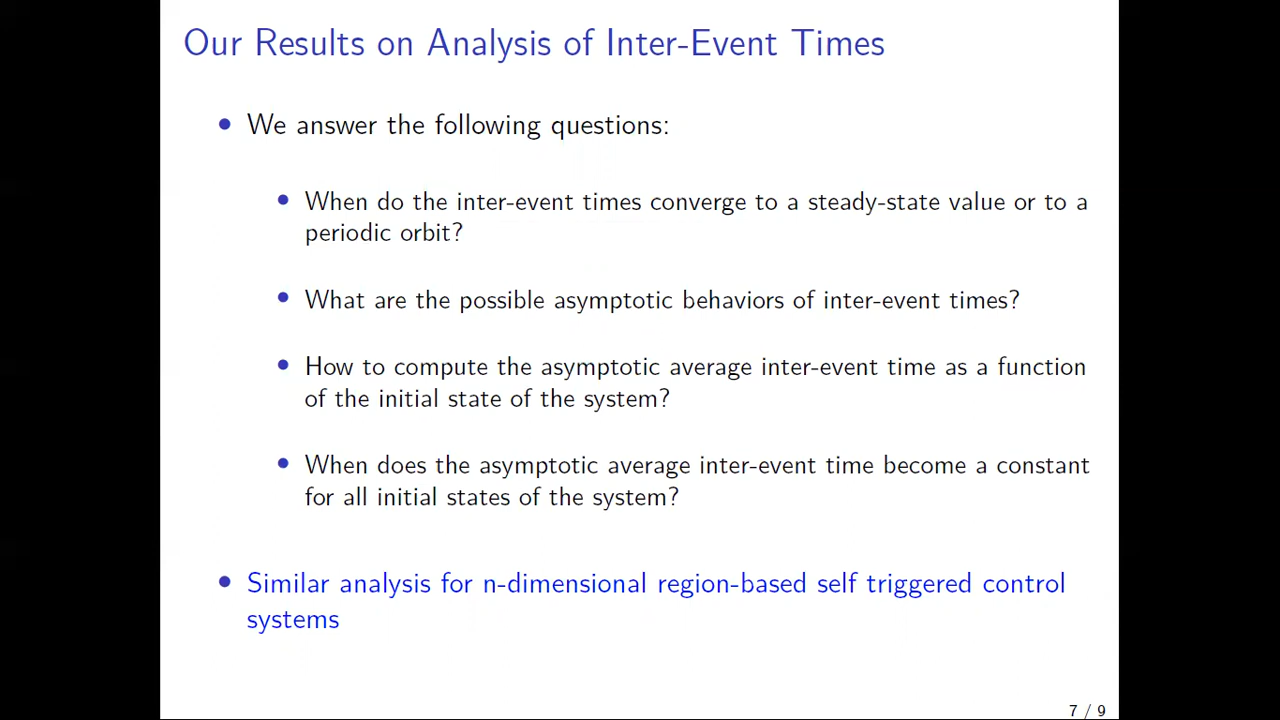 Our Results on Analysis of Inter-Event Times
We answer the following questions:
When do the inter-event times converge to a steady-state value or to a
periodic orbit?
What are the possible asymptotic behaviors of inter-event times?
How to compute the asymptotic average inter-event time as a function
of the initial state of the system?
When does the asymptotic average inter-event time become a constant
for all initial states of the system?
Similar analysis for n-dimensional region-based self triggered control
systems
7 / 9